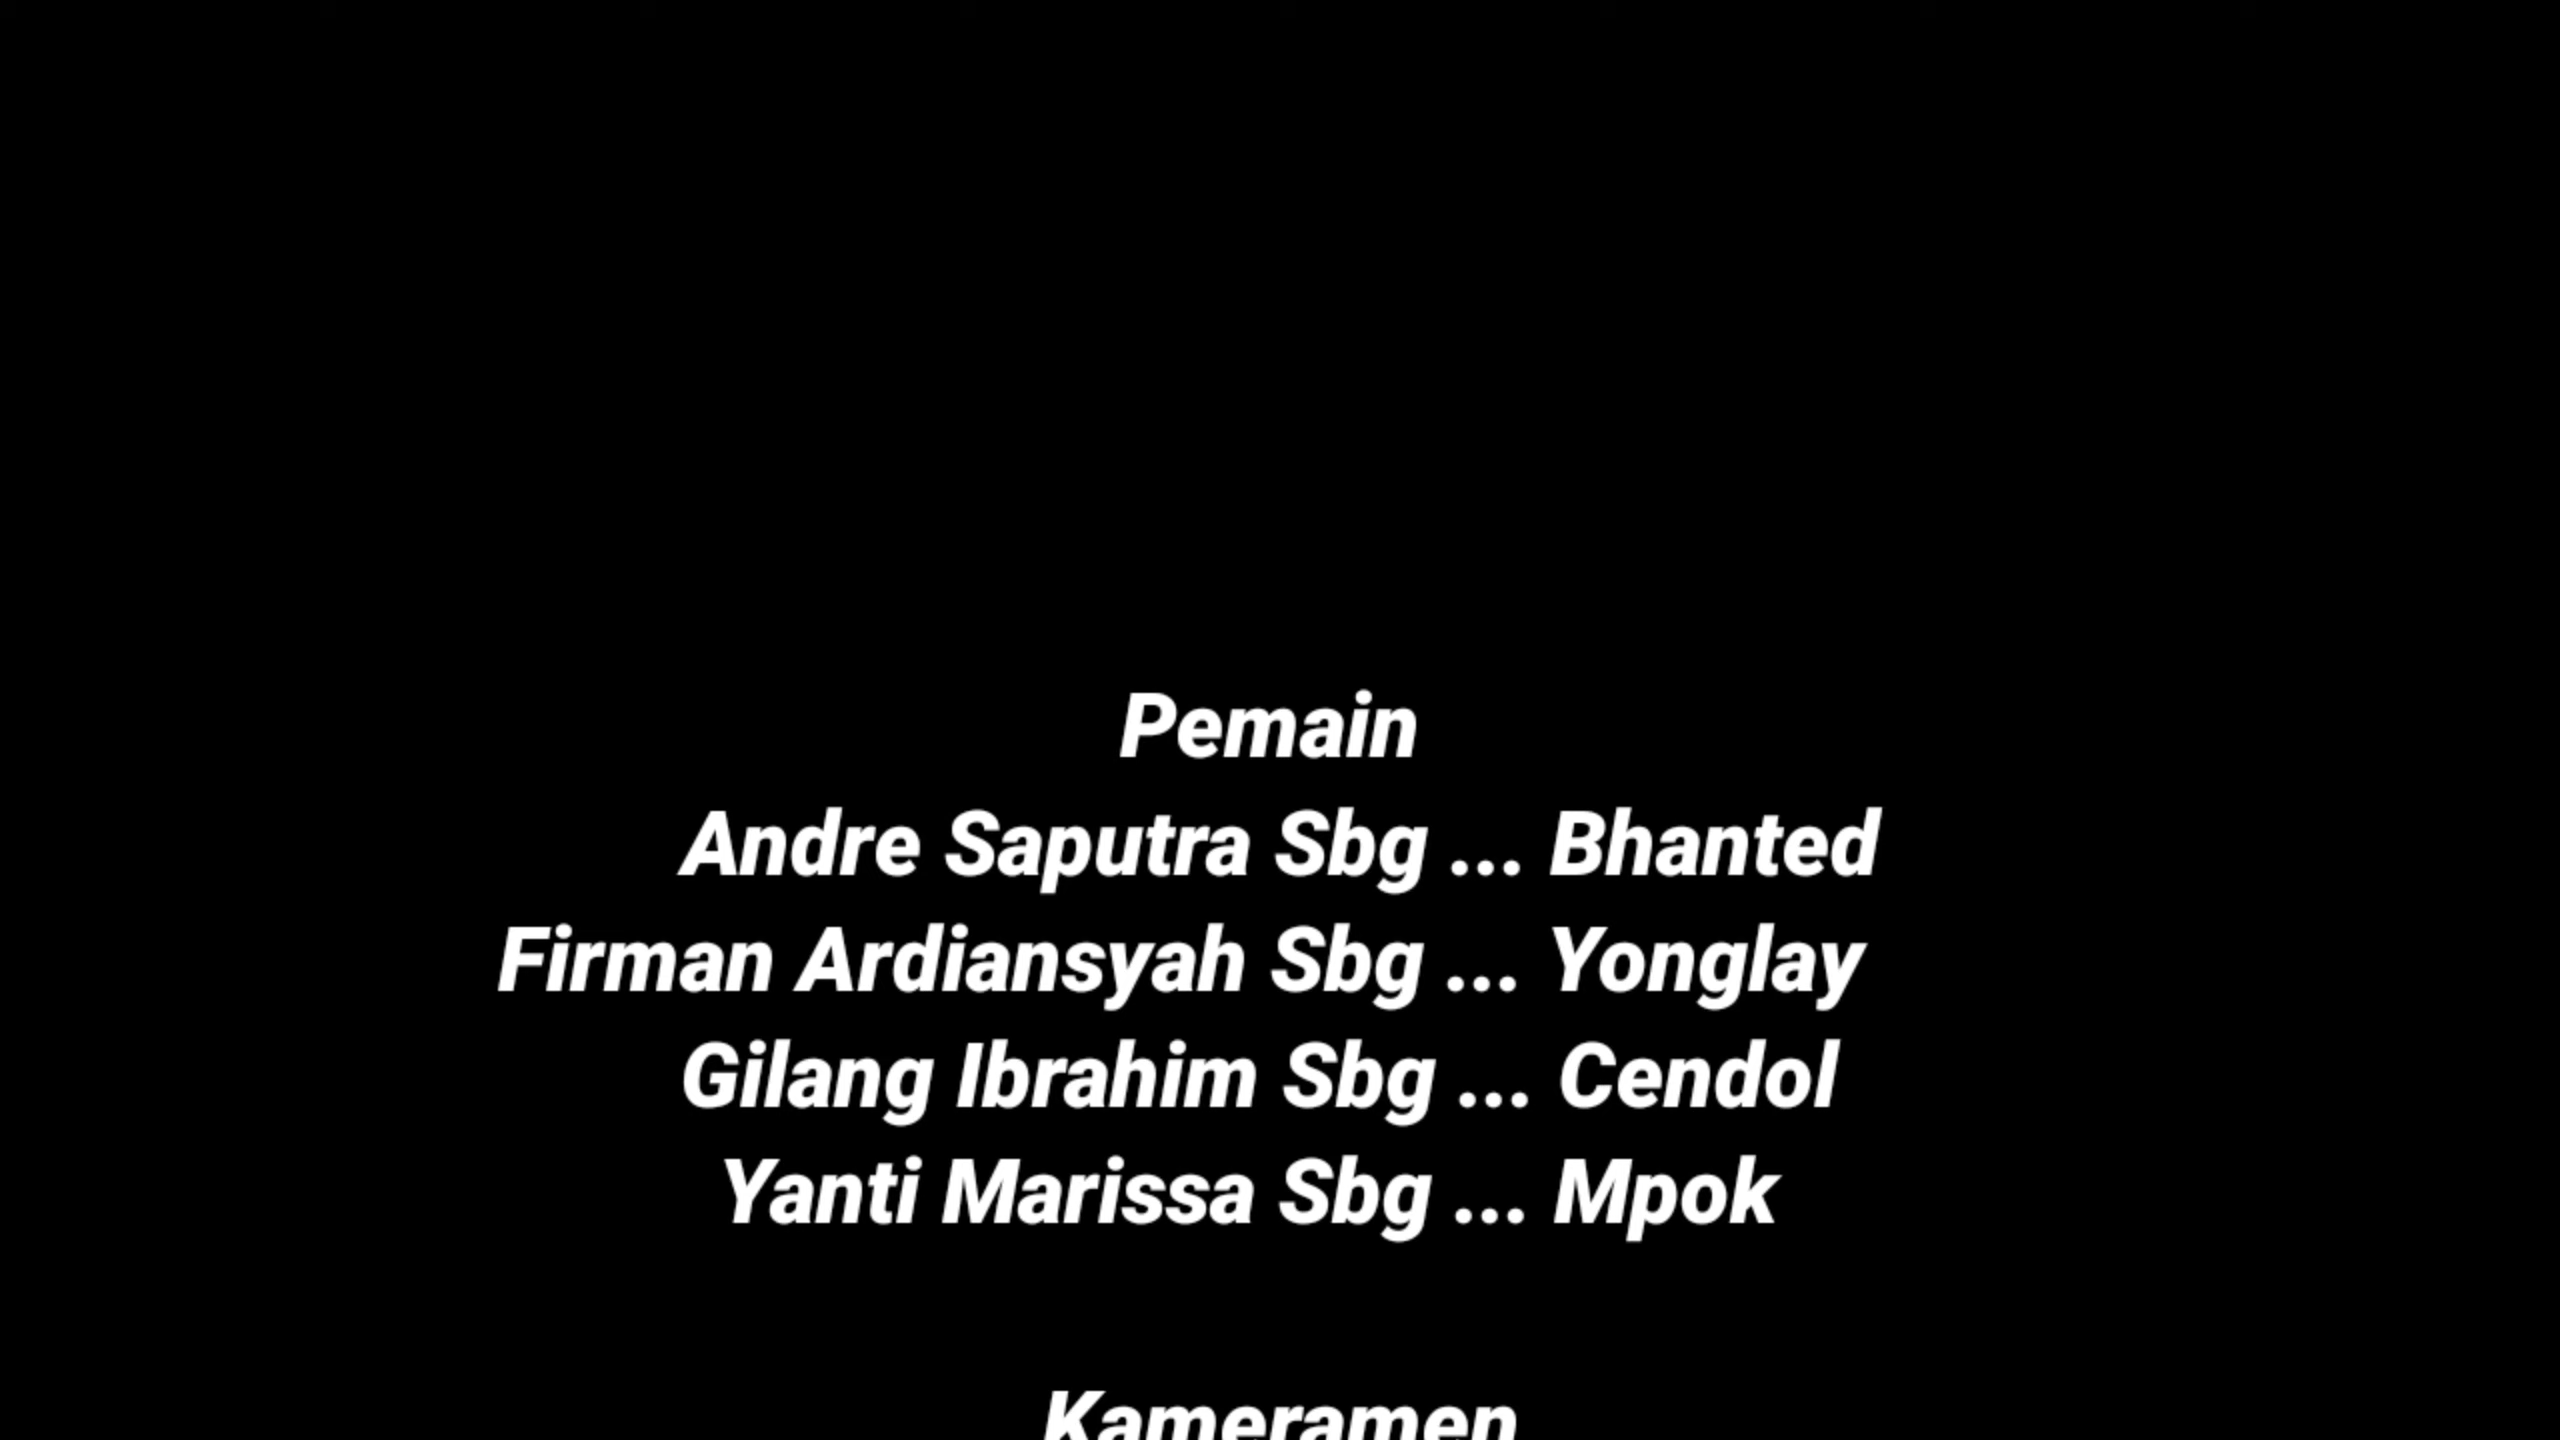 Pemain
Andre Saputra Sbg ... Bhanted
Firman Ardiansyah Sbg ... Yonglay
Gilang Ibrahim Sbg ... Cendol
Yanti Marissa Sbg ... Mpok
Kameramen